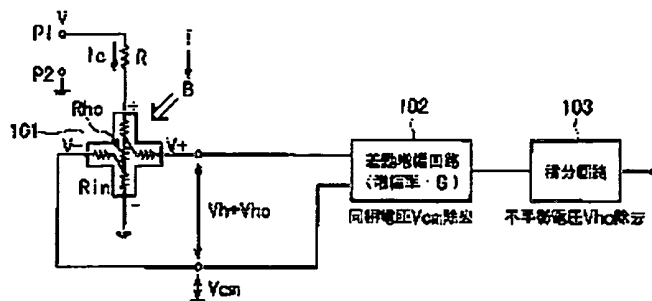 V
P1
Ic
R
i
P2
B
Rho
101
V-
V+
Rin
Vh+Vho
Vcm
102
差動増幅回路
(増幅率・G)
同相電圧Vcm除去
103
積分回路
不平衡電圧Vho除去